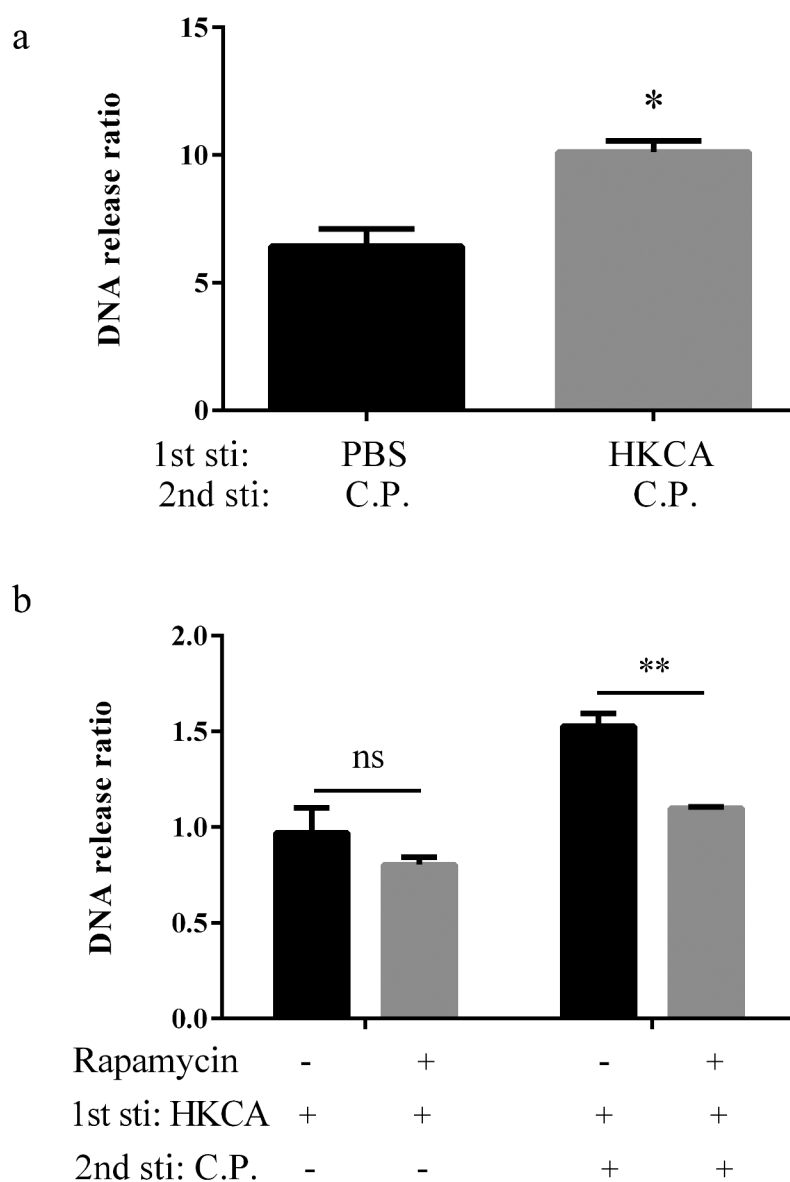 a
DNA release ratio
15
10
5
0
*
1st sti: PBS HKCA
2nd sti: C.P. C.P.
b
DNA release ratio
2.0
1.5
1.0
0.5
0.0
ns
**
Rapamycin - + - +
1st sti: HKCA + + + +
2nd sti: C.P. - - + +